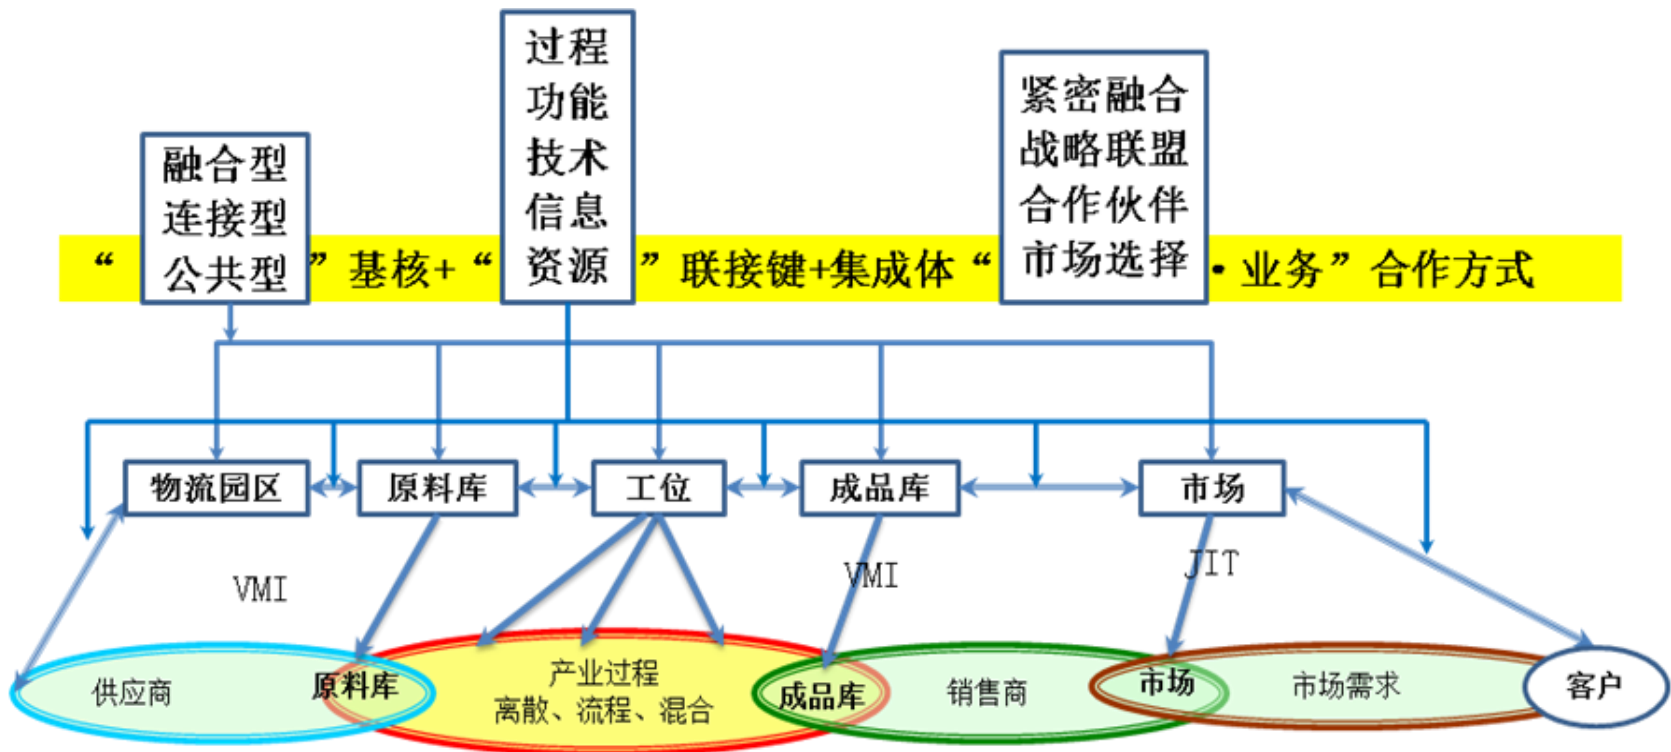 过程
功能
技术
信息
资源
紧密融合
战略联盟
合作伙伴
市场选择
融合型
连接型
公共型
“ ”基核+“ ”联接键+集成体“ •业务”合作方式
物流园区
原料库
工位
成品库
市场
VMI
VMI
JIT
供应商
原料库
产业过程
离散、流程、混合
成品库
销售商
市场
市场需求
客户